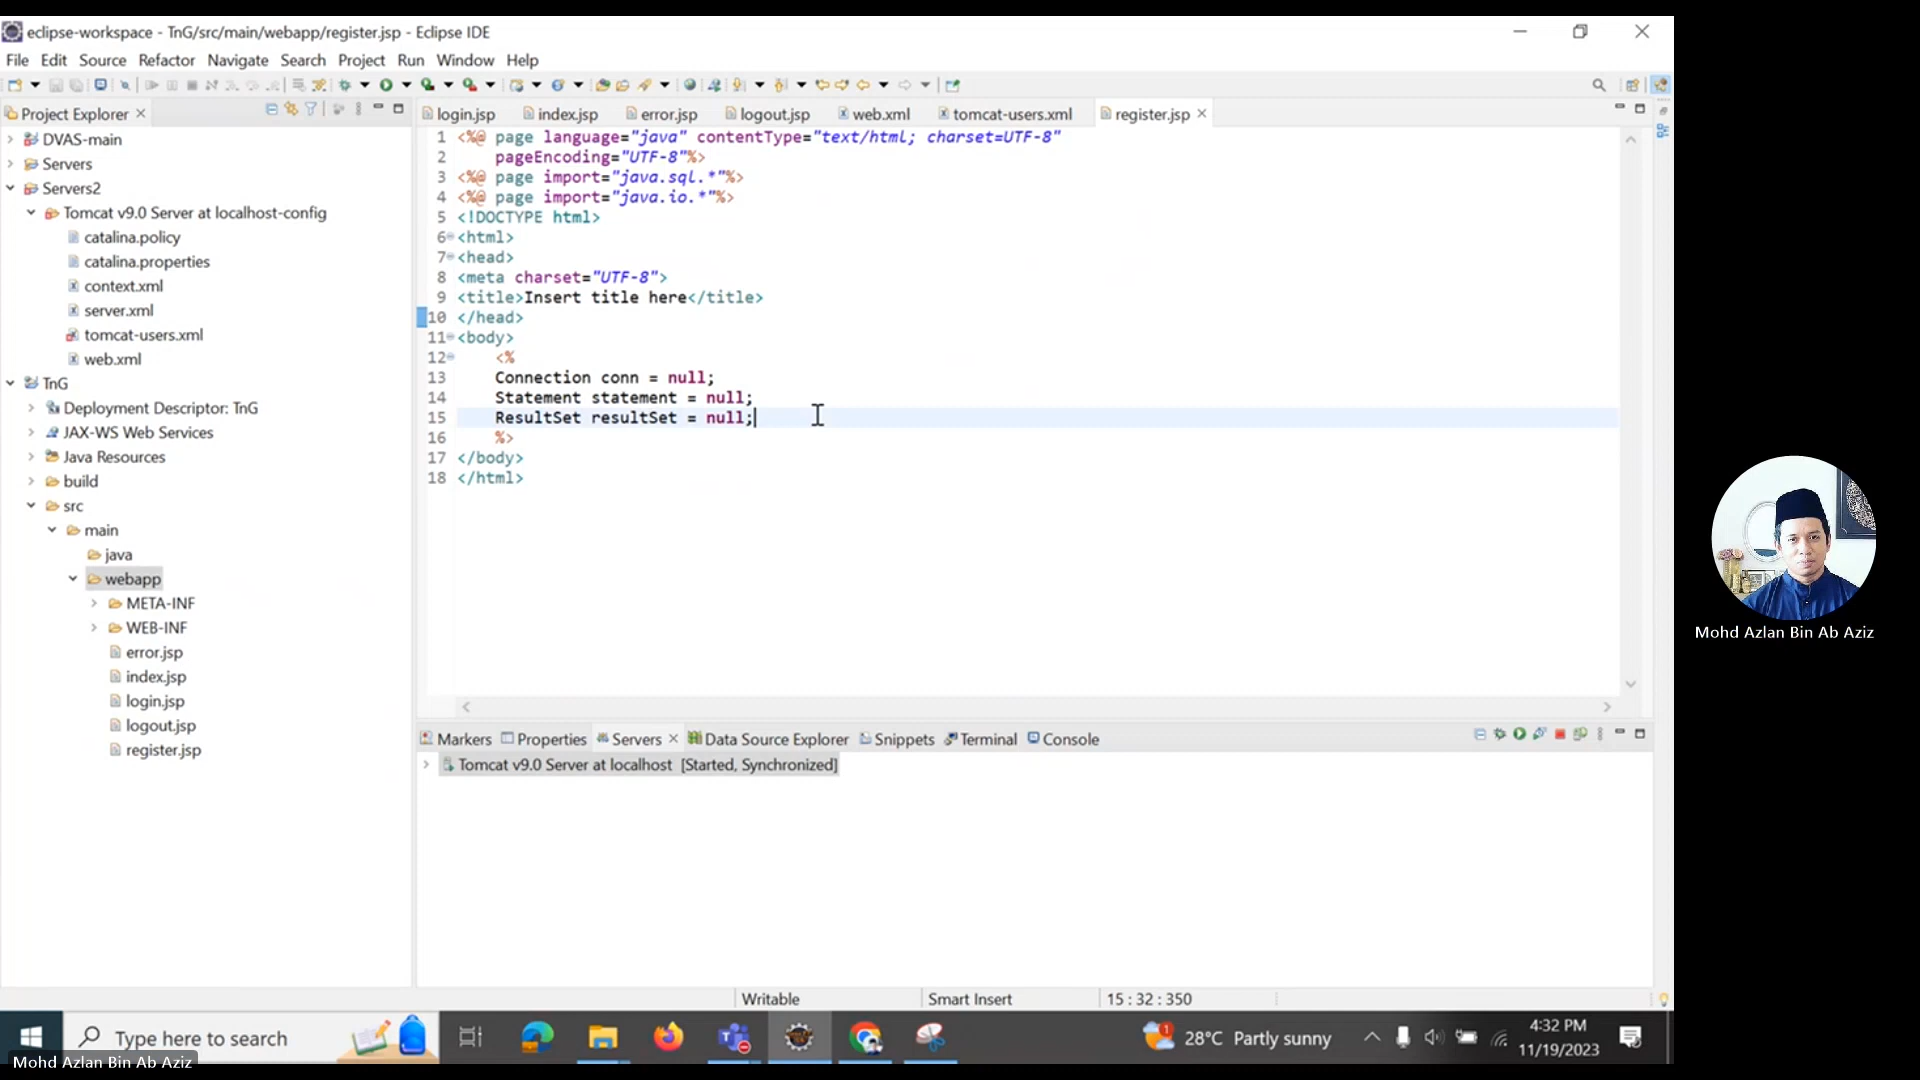 eclipse-workspace - TnG/src/main/webapp/register.jsp - Eclipse IDE
File Edit Source Refactor Navigate Search Project Run Window Help
Project Explorer
login.jsp index.jsp error.jsp logout.jsp web.xml tomcat-users.xml register.jsp
DVAS-main
Servers
Servers2
Tomcat v9.0 Server at localhost-config
catalina.policy
catalina.properties
context.xml
server.xml
tomcat-users.xml
web.xml
TnG
Deployment Descriptor: TnG
JAX-WS Web Services
Java Resources
build
src
main
java
webapp
META-INF
WEB-INF
error.jsp
index.jsp
login.jsp
logout.jsp
register.jsp
1 <%@ page language="java" contentType="text/html; charset=UTF-8"
2 pageEncoding="UTF-8"%>
3 <%@ page import="java.sql.*"%>
4 <%@ page import="java.io.*"%>
5 <!DOCTYPE html>
6 <html>
7 <head>
8 <meta charset="UTF-8">
9 <title>Insert title here</title>
10 </head>
11 <body>
12 <%
13 Connection conn = null;
14 Statement statement = null;
15 ResultSet resultSet = null;
16 %>
17 </body>
18 </html>
Markers Properties Servers Data Source Explorer Snippets Terminal Console
Tomcat v9.0 Server at localhost [Started, Synchronized]
Writable Smart Insert 15 : 32 : 350
Type here to search
1
28°C Partly sunny
4:32 PM
11/19/2023
Mohd Azlan Bin Ab Aziz
Mohd Azlan Bin Ab Aziz